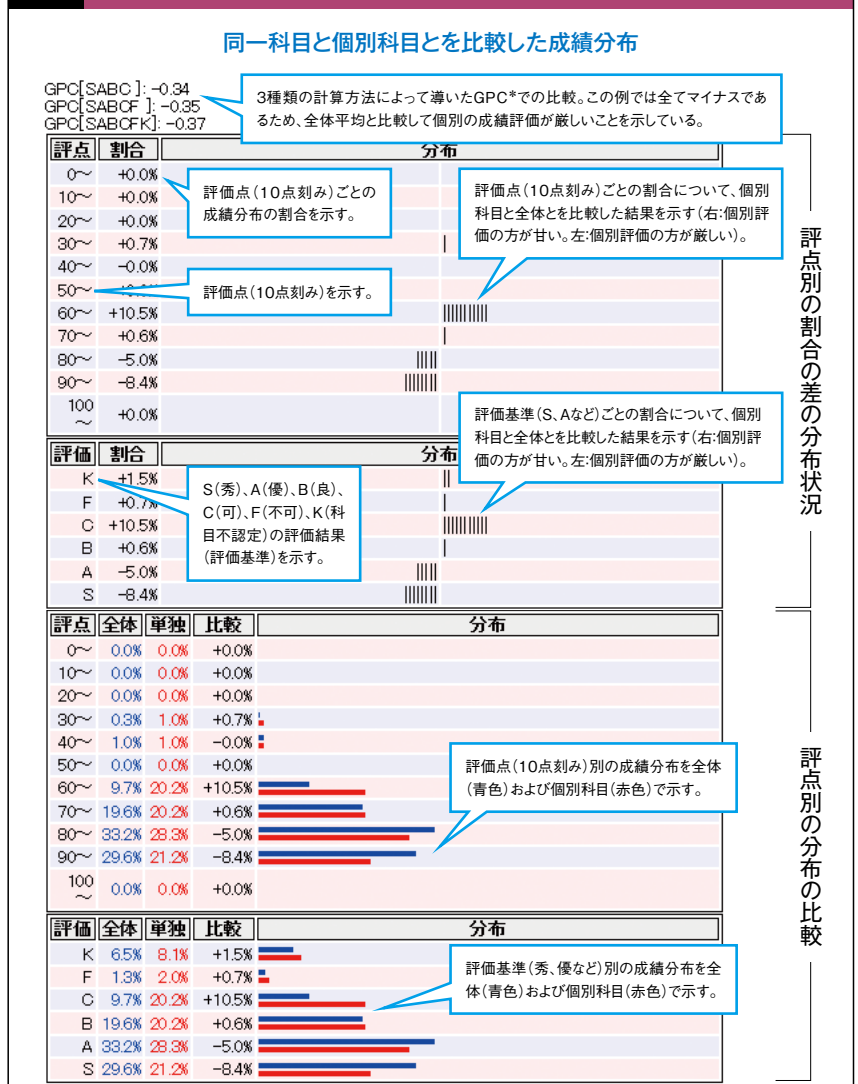 同一科目と個別科目とを比較した成績分布
GPC[SABC ]: -0.34
GPC[SABCF ]: -0.35
GPC[SABCFK]: -0.37
3種類の計算方法によって導いたGPC*での比較。この例では全てマイナスであ
るため、全体平均と比較して個別の成績評価が厳しいことを示している。
評点 割合 分布
0～ +0.0%
10～ +0.0%
20～ +0.0%
30～ +0.7%
40～ -0.0%
50～
60～ +10.5%
70～ +0.6%
80～ -5.0%
90～ -8.4%
100
～ +0.0%
評価点（10点刻み）ごとの
成績分布の割合を示す。
評価点（10点刻み）を示す。
評価点（10点刻み）ごとの割合について、個別
科目と全体とを比較した結果を示す（右：個別評
価の方が甘い。左：個別評価の方が厳しい）。
評価 割合 分布
K +1.5%
F +0.7%
C +10.5%
B +0.6%
A -5.0%
S -8.4%
S（秀）、A（優）、B（良）、
C（可）、F（不可）、K（科
目不認定）の評価結果
（評価基準）を示す。
評価基準（S、Aなど）ごとの割合について、個別
科目と全体とを比較した結果を示す（右：個別評
価の方が甘い。左：個別評価の方が厳しい）。
評点別の割合の差の分布状況
評点 全体 単独 比較 分布
0～ 0.0% 0.0% +0.0%
10～ 0.0% 0.0% +0.0%
20～ 0.0% 0.0% +0.0%
30～ 0.3% 1.0% +0.7%
40～ 1.0% 1.0% -0.0%
50～ 0.0% 0.0% +0.0%
60～ 9.7% 20.2% +10.5%
70～ 19.6% 20.2% +0.6%
80～ 33.2% 28.3% -5.0%
90～ 29.6% 21.2% -8.4%
100
～ 0.0% 0.0% +0.0%
評価点（10点刻み）別の成績分布を全体
（青色）および個別科目（赤色）で示す。
評価 全体 単独 比較 分布
K 6.5% 8.1% +1.5%
F 1.3% 2.0% +0.7%
C 9.7% 20.2% +10.5%
B 19.6% 20.2% +0.6%
A 33.2% 28.3% -5.0%
S 29.6% 21.2% -8.4%
評価基準（秀、優など）別の成績分布を全
体（青色）および個別科目（赤色）で示す。
評点別の分布の比較